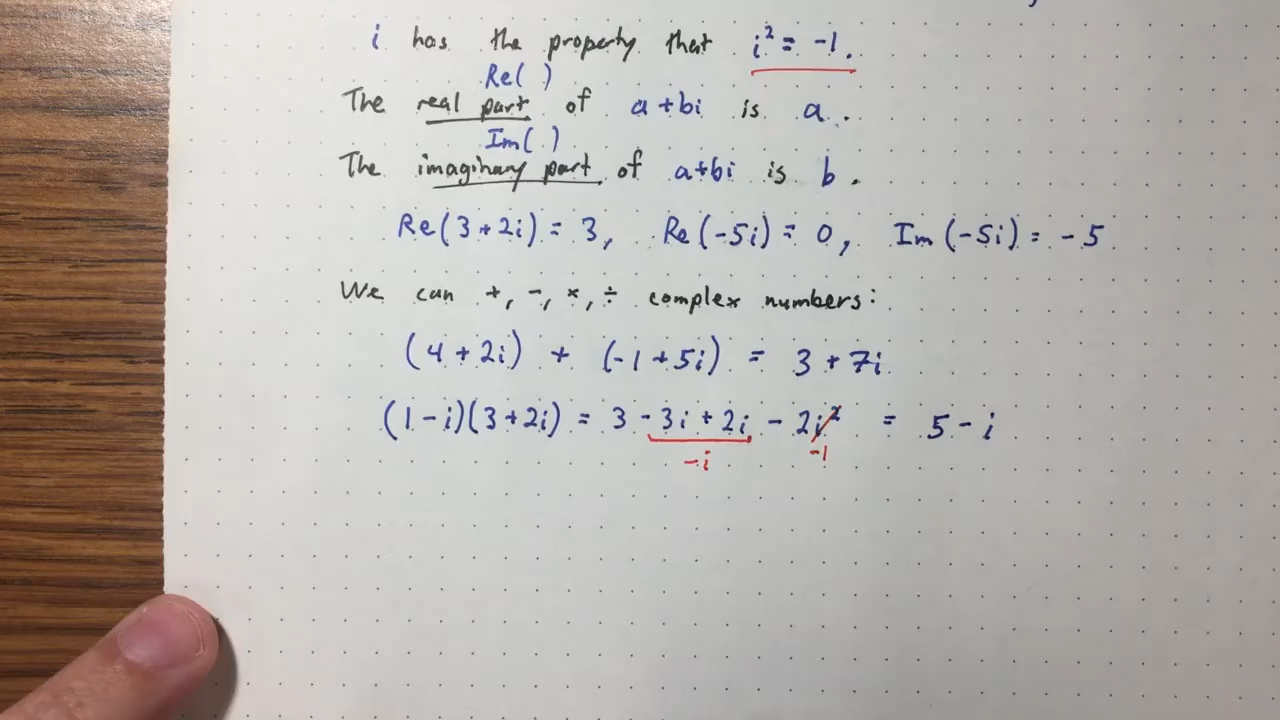 i has the property that i² = -1.
Re( )
The real part of a+bi is a.
Im( )
The imaginary part of a+bi is b.
Re(3+2i) = 3, Re(-5i) = 0, Im(-5i) = -5
We can +, -, ×, ÷ complex numbers:
(4+2i) + (-1+5i) = 3+7i
(1-i)(3+2i) = 3 - 3i + 2i - 2i² = 5 - i
-i -1